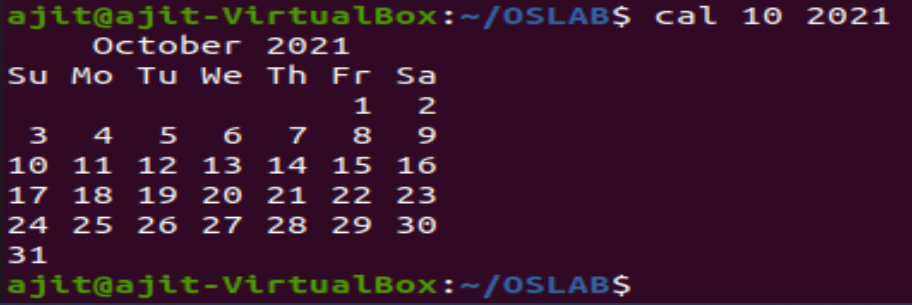 ajit@ajit-VirtualBox:~/OSLAB$ cal 10 2021
    October 2021
Su Mo Tu We Th Fr Sa
                1  2
 3  4  5  6  7  8  9
10 11 12 13 14 15 16
17 18 19 20 21 22 23
24 25 26 27 28 29 30
31
ajit@ajit-VirtualBox:~/OSLAB$